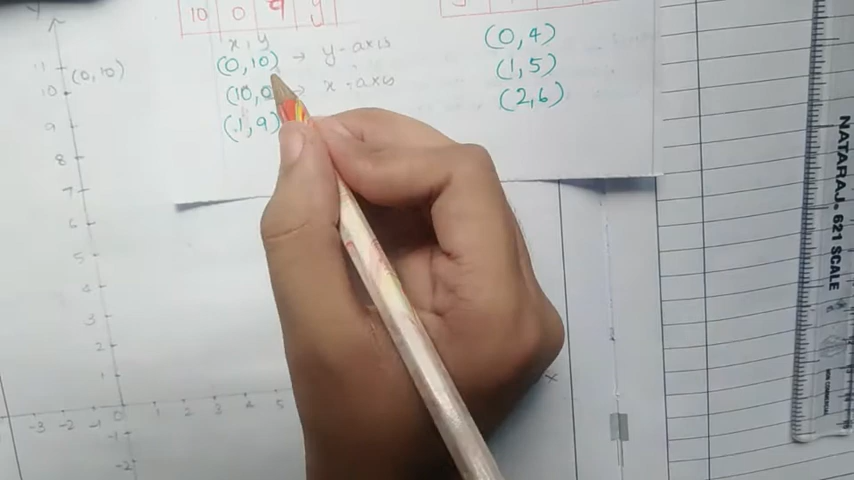 10 0 9 y
x, y
(0,10) → y-axis
(10,0) → x-axis
(1,9)
(0,4)
(1,5)
(2,6)
Y
11
(0,10)
10
9
8
7
6
5
4
3
2
1
-3 -2 -1 0 1 2 3 4 5
X
-1
-2
NATARAJ® 621 SCALE